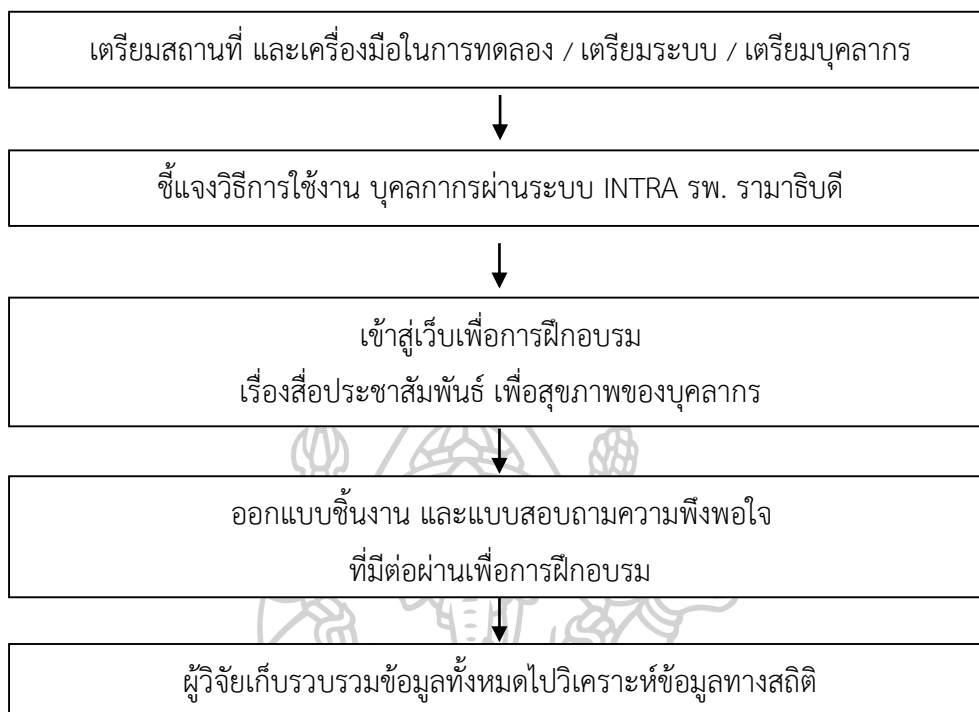 เตรียมสถานที่ และเครื่องมือในการทดลอง / เตรียมระบบ / เตรียมบุคลากร
ชี้แจงวิธีการใช้งาน บุคลกากรผ่านระบบ INTRA รพ. รามาธิบดี
เข้าสู่เว็บเพื่อการฝึกอบรม
เรื่องสื่อประชาสัมพันธ์ เพื่อสุขภาพของบุคลากร
ออกแบบชิ้นงาน และแบบสอบถามความพึงพอใจ
ที่มีต่อผ่านเพื่อการฝึกอบรม
ผู้วิจัยเก็บรวบรวมข้อมูลทั้งหมดไปวิเคราะห์ข้อมูลทางสถิติ